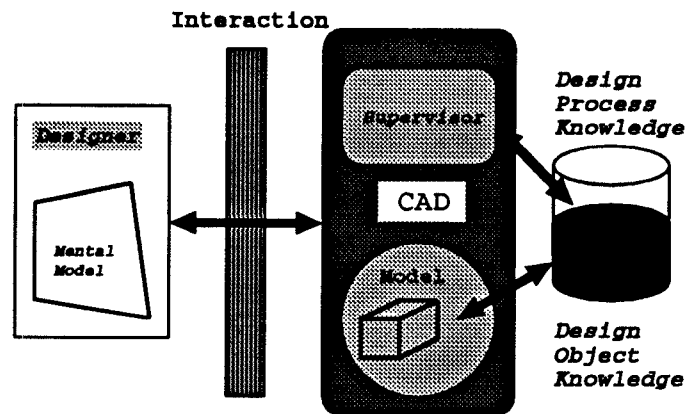 Interaction
Designer
Mental
Model
Supervisor
CAD
Model
Design
Process
Knowledge
Design
Object
Knowledge